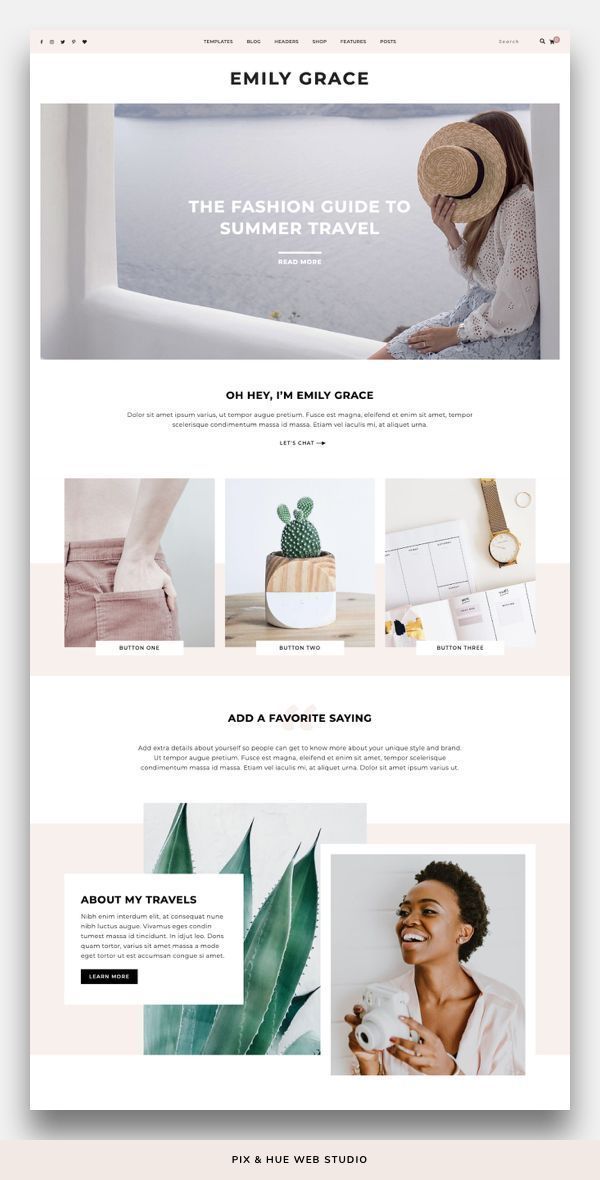 TEMPLATES BLOG HEADERS SHOP FEATURES POSTS Search
EMILY GRACE
THE FASHION GUIDE TO
SUMMER TRAVEL
READ MORE
OH HEY, I'M EMILY GRACE
Dolor sit amet ipsum varius, ut tempor augue pretium. Fusce est magna, eleifend et enim sit amet, tempor
scelerisque condimentum massa id massa. Etiam vel iaculis mi, at aliquet urna.
LET'S CHAT
BUTTON ONE
BUTTON TWO
BUTTON THREE
ADD A FAVORITE SAYING
Add extra details about yourself so people can get to know more about your unique style and brand.
Ut tempor augue pretium. Fusce est magna, eleifend et enim sit amet, tempor scelerisque
condimentum massa id massa. Etiam vel iaculis mi, at aliquet urna. Dolor sit amet ipsum varius ut.
ABOUT MY TRAVELS
Nibh enim interdum elit, at consequat nune
nibh luctus augue. Vivamus eges condin
tumest massa id tincidunt. In idjut leo. Dons
quam tortor, varius sit amet massa a mode
eget tortor ut est accumsan congue si amet.
LEARN MORE
PIX & HUE WEB STUDIO